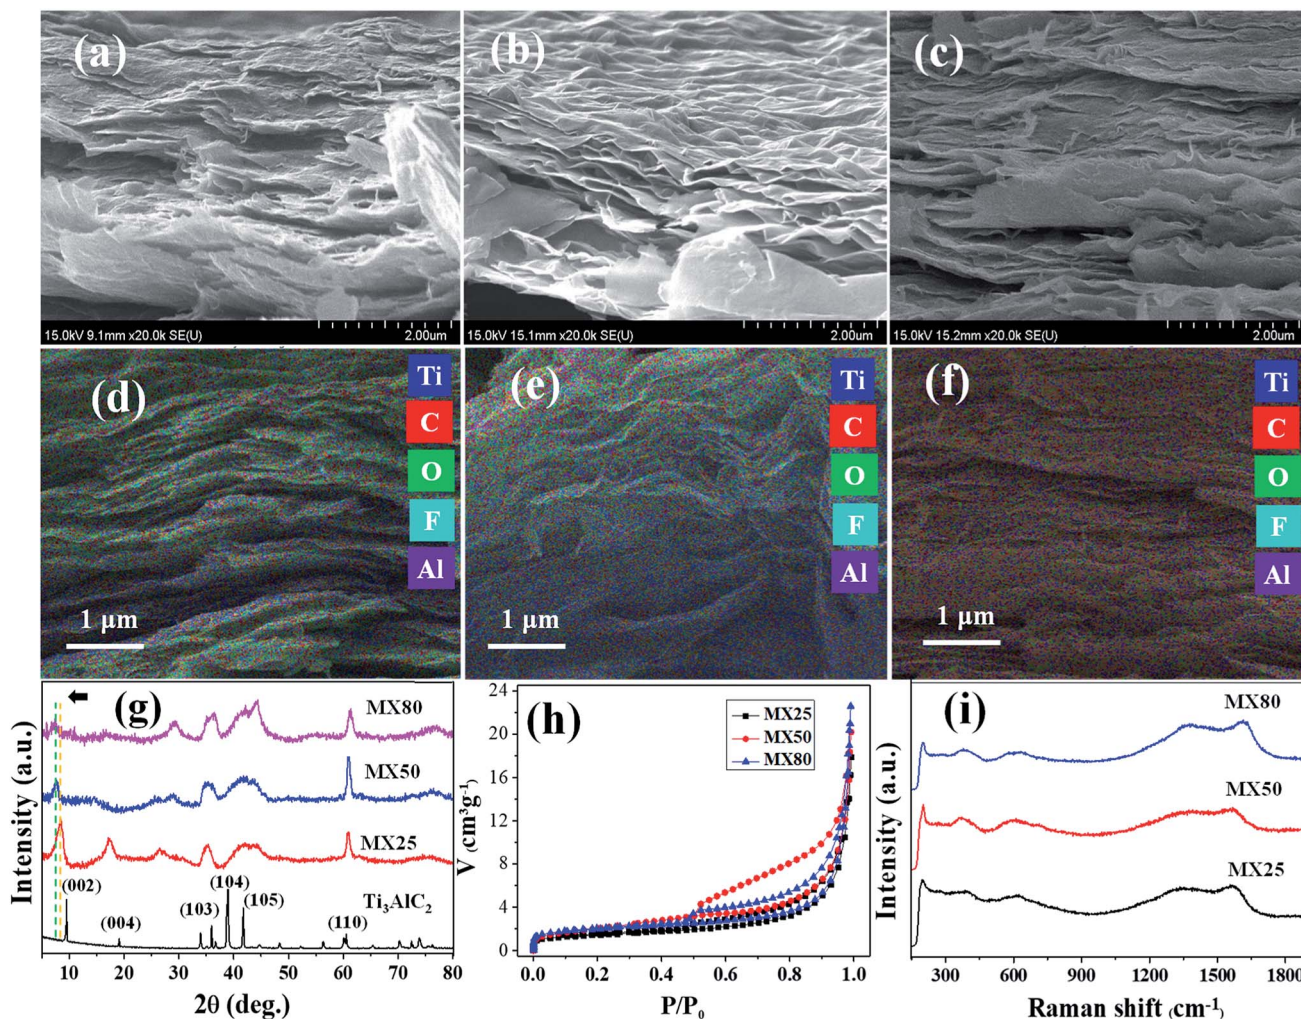 (a)
(b)
(c)
15.0kV 9.1mm x20.0k SE(U)
2.00um
15.0kV 15.1mm x20.0k SE(U)
2.00um
15.0kV 15.2mm x20.0k SE(U)
2.00um
(d)
Ti
C
O
F
Al
1 µm
(e)
Ti
C
O
F
Al
1 µm
(f)
Ti
C
O
F
Al
1 µm
(g)
MX80
MX50
MX25
Ti₃AlC₂
(002)
(004)
(103)
(104)
(105)
(110)
Intensity (a.u.)
10 20 30 40 50 60 70 80
2θ (deg.)
(h)
MX25
MX50
MX80
V (cm³g⁻¹)
24
20
16
12
8
4
0
0.0 0.2 0.4 0.6 0.8 1.0
P/P₀
(i)
MX80
MX50
MX25
Intensity (a.u.)
150 300 600 900 1200 1500 1800
Raman shift (cm⁻¹)